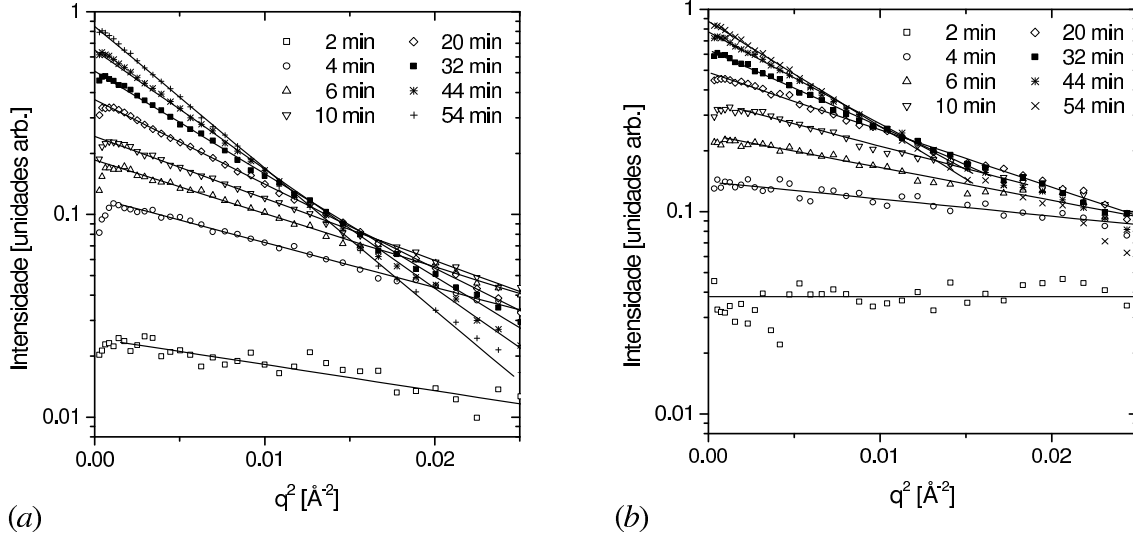 1
0.1
0.01
Intensidade [unidades arb.]
2 min
4 min
6 min
10 min
20 min
32 min
44 min
54 min
0.00
0.01
0.02
q² [Å⁻²]
(a)
1
0.1
0.01
Intensidade [unidades arb.]
2 min
4 min
6 min
10 min
20 min
32 min
44 min
54 min
0.00
0.01
0.02
q² [Å⁻²]
(b)